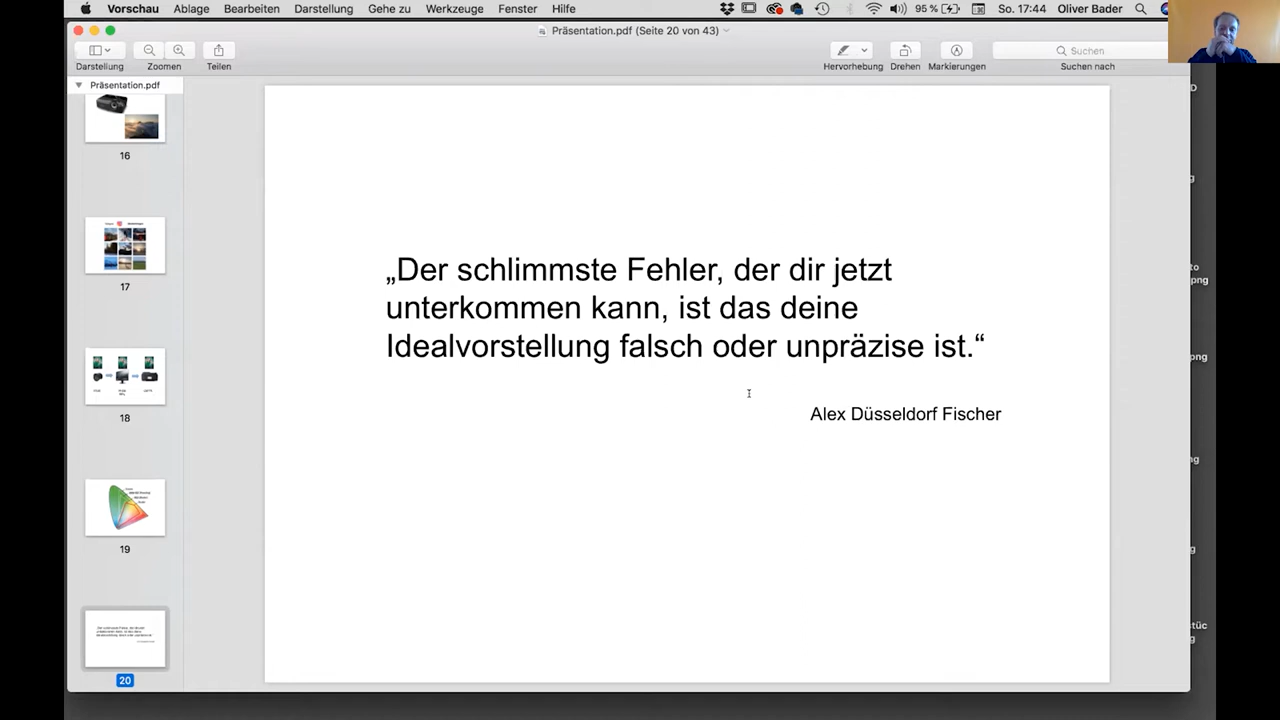 Vorschau Ablage Bearbeiten Darstellung Gehe zu Werkzeuge Fenster Hilfe 95 % So. 17:44 Oliver Bader
Präsentation.pdf (Seite 20 von 43)
Suchen
Darstellung Zoomen Teilen Hervorhebung Drehen Markierungen Suchen nach
Präsentation.pdf
16
17
18
19
20
„Der schlimmste Fehler, der dir jetzt
unterkommen kann, ist das deine
Idealvorstellung falsch oder unpräzise ist.“
Alex Düsseldorf Fischer
png